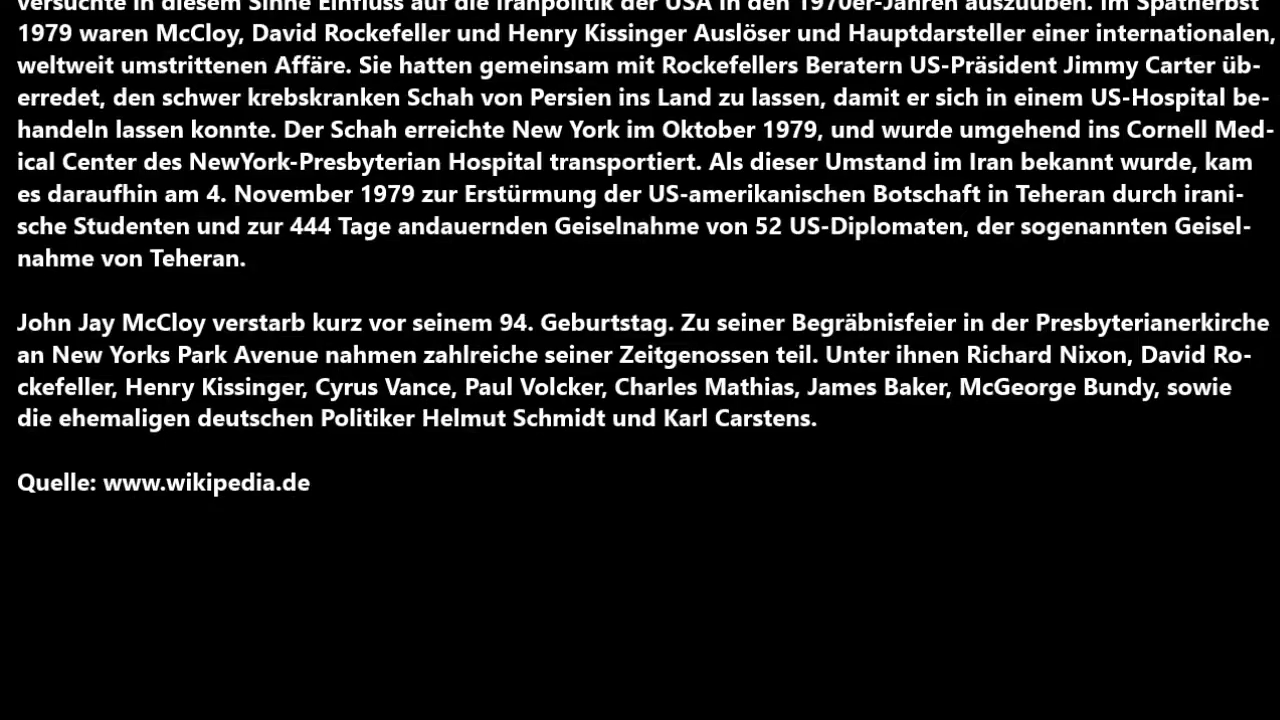 versuchte in diesem Sinne Einfluss auf die Iranpolitik der USA in den 1970er-Jahren auszuüben. Im Spätherbst
1979 waren McCloy, David Rockefeller und Henry Kissinger Auslöser und Hauptdarsteller einer internationalen,
weltweit umstrittenen Affäre. Sie hatten gemeinsam mit Rockefellers Beratern US-Präsident Jimmy Carter üb-
erredet, den schwer krebskranken Schah von Persien ins Land zu lassen, damit er sich in einem US-Hospital be-
handeln lassen konnte. Der Schah erreichte New York im Oktober 1979, und wurde umgehend ins Cornell Med-
ical Center des NewYork-Presbyterian Hospital transportiert. Als dieser Umstand im Iran bekannt wurde, kam
es daraufhin am 4. November 1979 zur Erstürmung der US-amerikanischen Botschaft in Teheran durch irani-
sche Studenten und zur 444 Tage andauernden Geiselnahme von 52 US-Diplomaten, der sogenannten Geisel-
nahme von Teheran.
John Jay McCloy verstarb kurz vor seinem 94. Geburtstag. Zu seiner Begräbnisfeier in der Presbyterianerkirche
an New Yorks Park Avenue nahmen zahlreiche seiner Zeitgenossen teil. Unter ihnen Richard Nixon, David Ro-
ckefeller, Henry Kissinger, Cyrus Vance, Paul Volcker, Charles Mathias, James Baker, McGeorge Bundy, sowie
die ehemaligen deutschen Politiker Helmut Schmidt und Karl Carstens.
Quelle: www.wikipedia.de